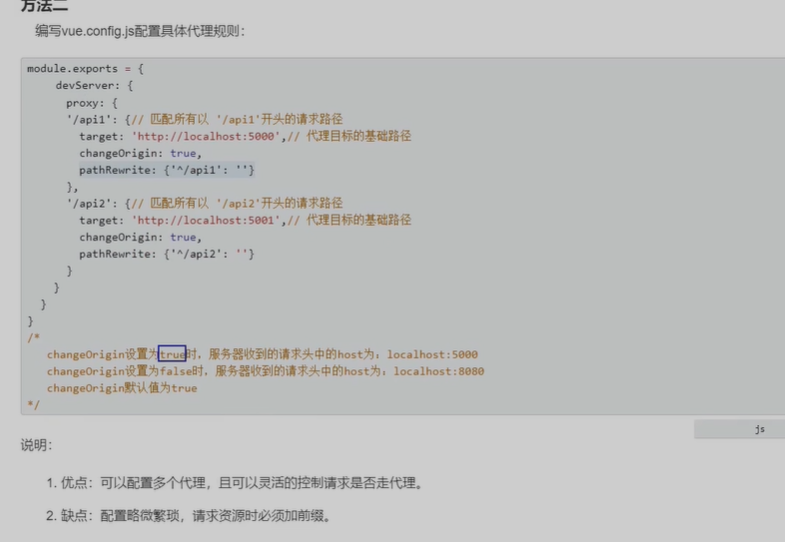 方法二
编写vue.config.js配置具体代理规则：
module.exports = {
devServer: {
proxy: {
'/api1': {// 匹配所有以 '/api1'开头的请求路径
target: 'http://localhost:5000',// 代理目标的基础路径
changeOrigin: true,
pathRewrite: {'^/api1': ''}
},
'/api2': {// 匹配所有以 '/api2'开头的请求路径
target: 'http://localhost:5001',// 代理目标的基础路径
changeOrigin: true,
pathRewrite: {'^/api2': ''}
}
}
}
}
/*
changeOrigin设置为true时，服务器收到的请求头中的host为：localhost:5000
changeOrigin设置为false时，服务器收到的请求头中的host为：localhost:8080
changeOrigin默认值为true
*/
js
说明：
1. 优点：可以配置多个代理，且可以灵活的控制请求是否走代理。
2. 缺点：配置略微繁琐，请求资源时必须加前缀。